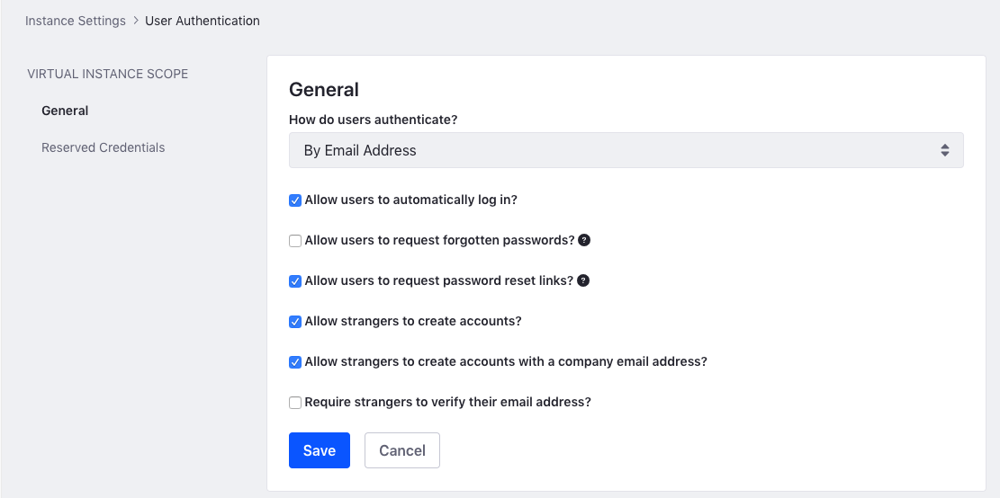 Instance Settings > User Authentication
VIRTUAL INSTANCE SCOPE
General
Reserved Credentials
General
How do users authenticate?
By Email Address
Allow users to automatically log in?
Allow users to request forgotten passwords? ?
Allow users to request password reset links? ?
Allow strangers to create accounts?
Allow strangers to create accounts with a company email address?
Require strangers to verify their email address?
Save Cancel